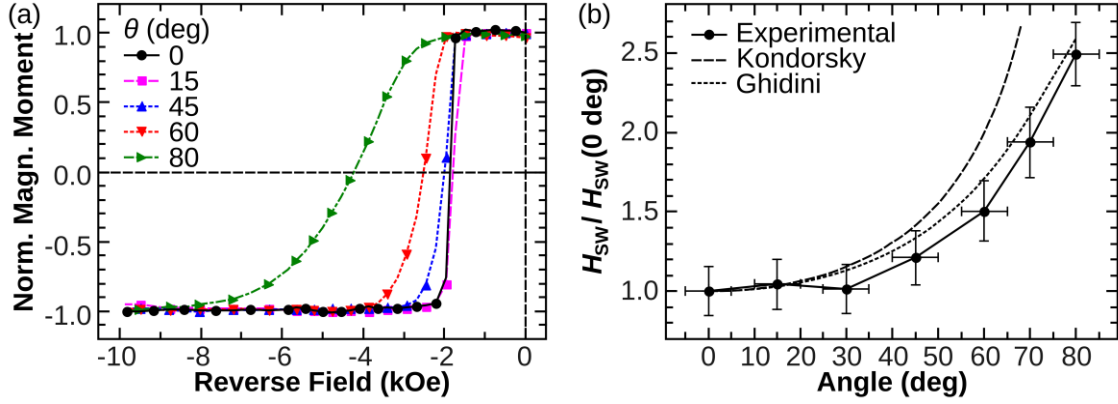 (a)
Norm. Magn. Moment
1.0
0.5
0.0
-0.5
-1.0
θ (deg)
0
15
45
60
80
-10
-8
-6
-4
-2
0
Reverse Field (kOe)
(b)
H_SW / H_SW (0 deg)
2.5
2.0
1.5
1.0
Experimental
Kondorsky
Ghidini
0 10 20 30 40 50 60 70 80
Angle (deg)